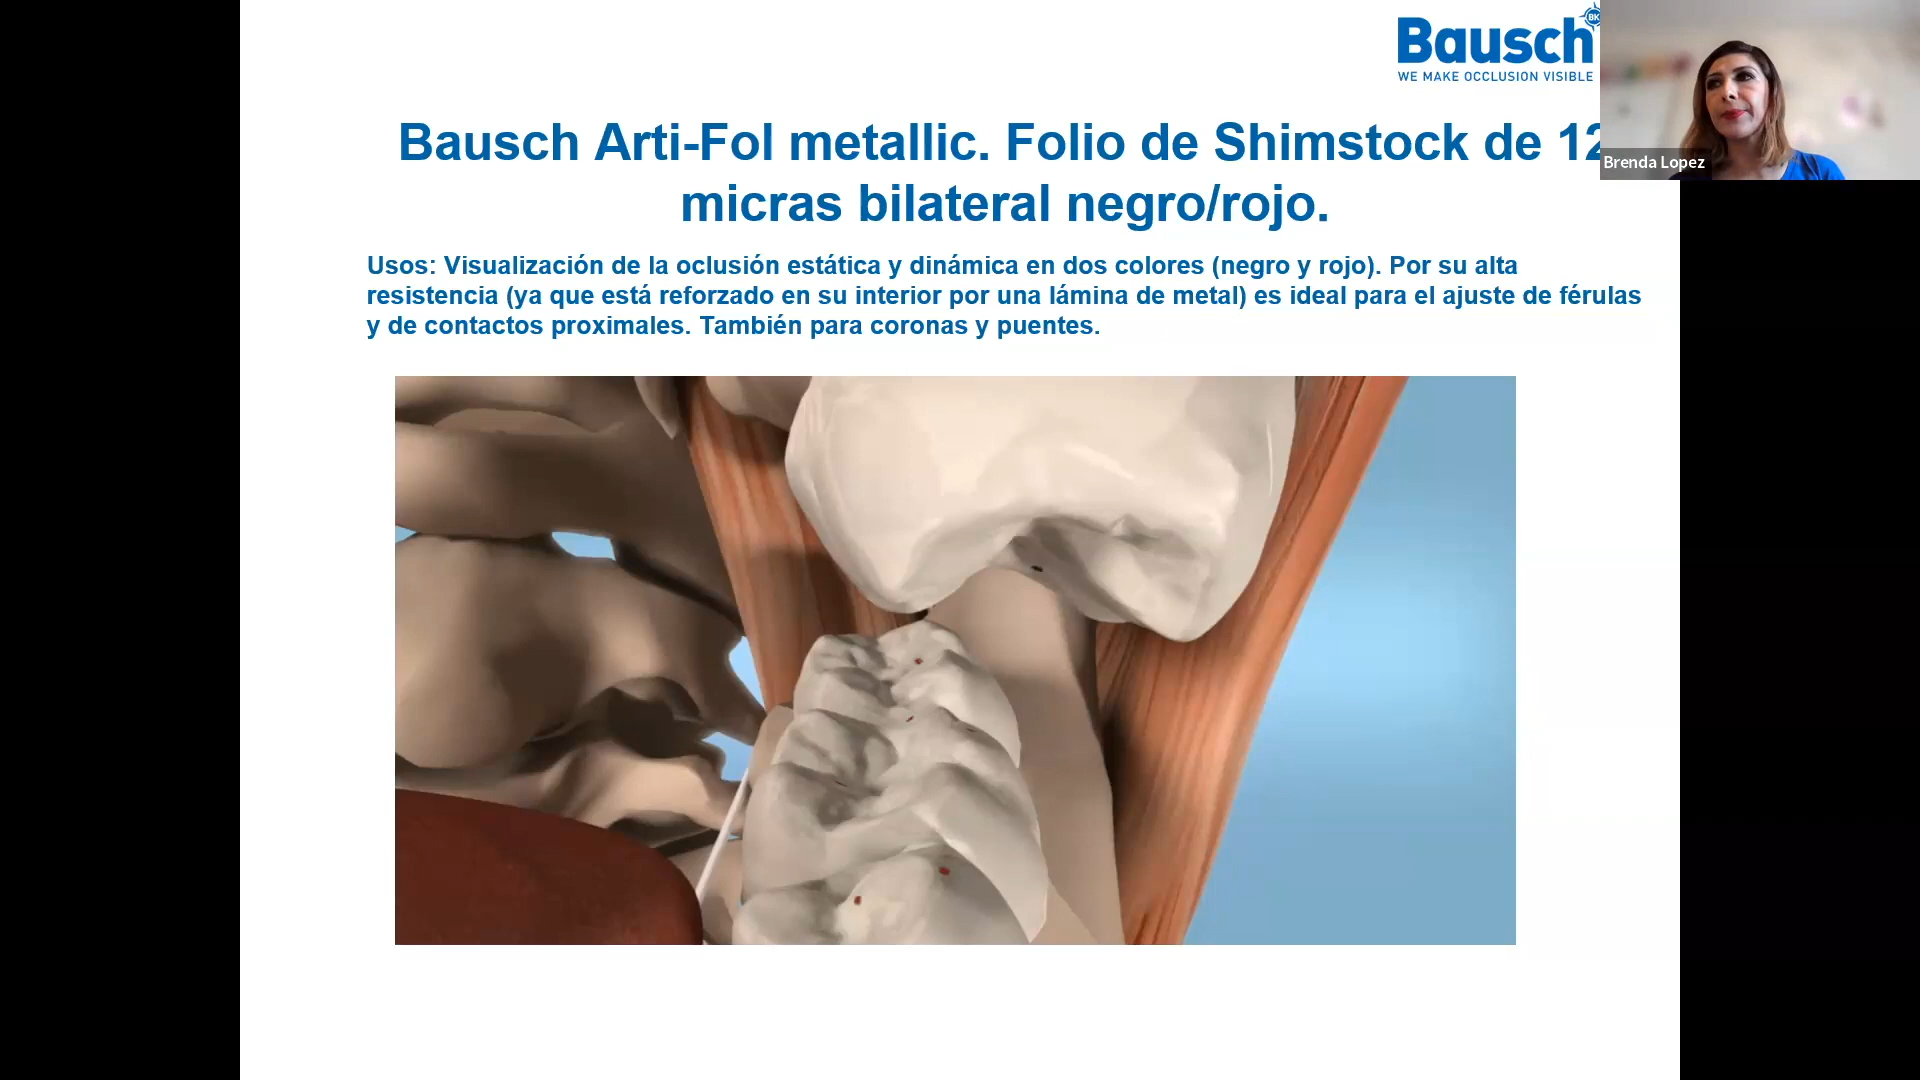 BK
Bausch
WE MAKE OCCLUSION VISIBLE
Bausch Arti-Fol metallic. Folio de Shimstock de 12
micras bilateral negro/rojo.
Brenda Lopez
Usos: Visualización de la oclusión estática y dinámica en dos colores (negro y rojo). Por su alta
resistencia (ya que está reforzado en su interior por una lámina de metal) es ideal para el ajuste de férulas
y de contactos proximales. También para coronas y puentes.